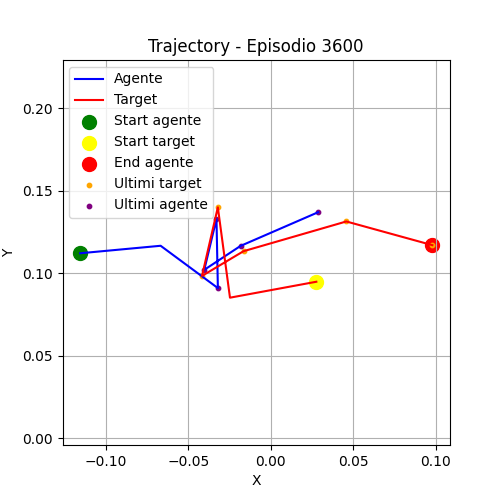 Trajectory - Episodio 3600
Agente
Target
Start agente
Start target
End agente
Ultimi target
Ultimi agente
0.20
0.15
0.10
0.05
0.00
Y
−0.10
−0.05
0.00
0.05
0.10
X